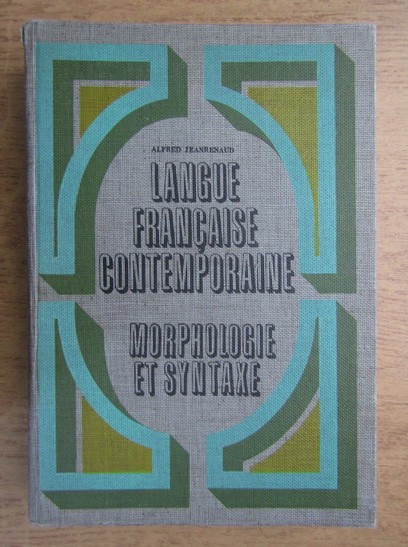 ALFRED JEANRENAUD
LANGUE
FRANÇAISE
CONTEMPORAINE
MORPHOLOGIE
ET SYNTAXE